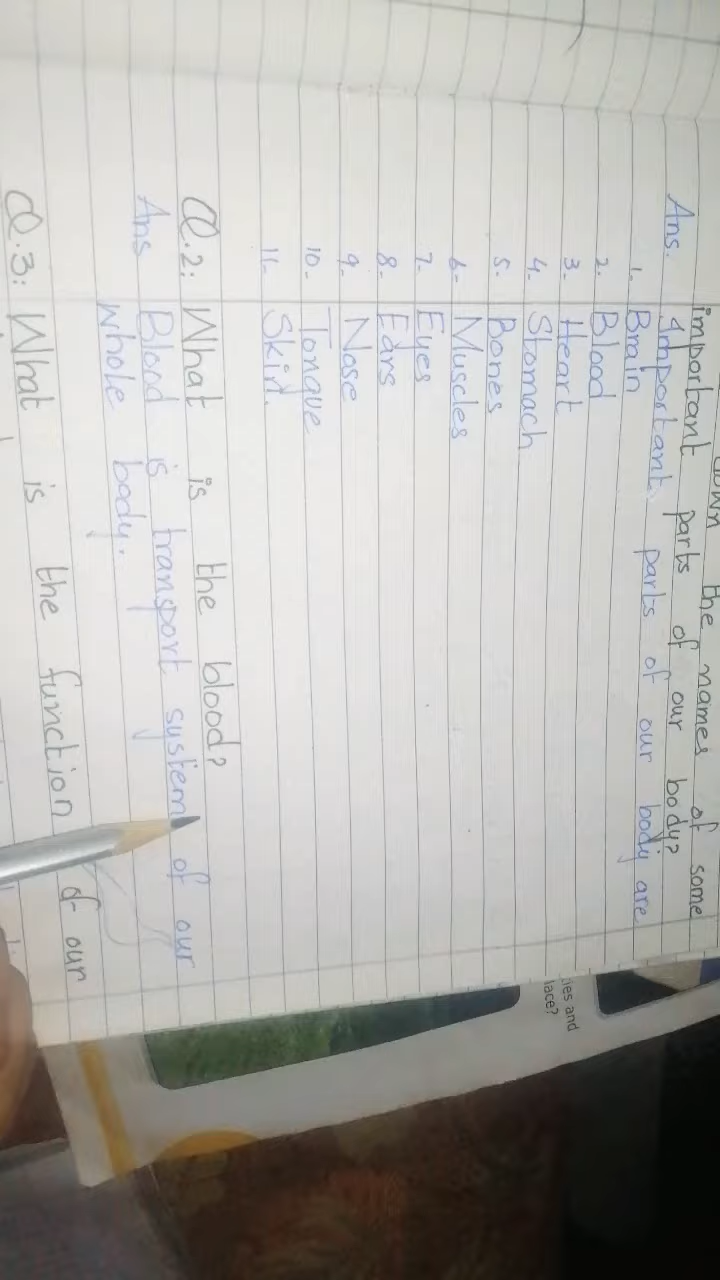 down the names of some
important parts of our body?
Ans. Important parts of our body are
1. Brain
2. Blood
3. Heart
4. Stomach
5. Bones
6- Muscles
7- Eyes
8- Ears
9- Nose
10- Tongue
11- Skin.
Q.2: What is the blood?
Ans Blood is transport system of our
whole body.
Q.3: What is the function of our
ies and
lace?